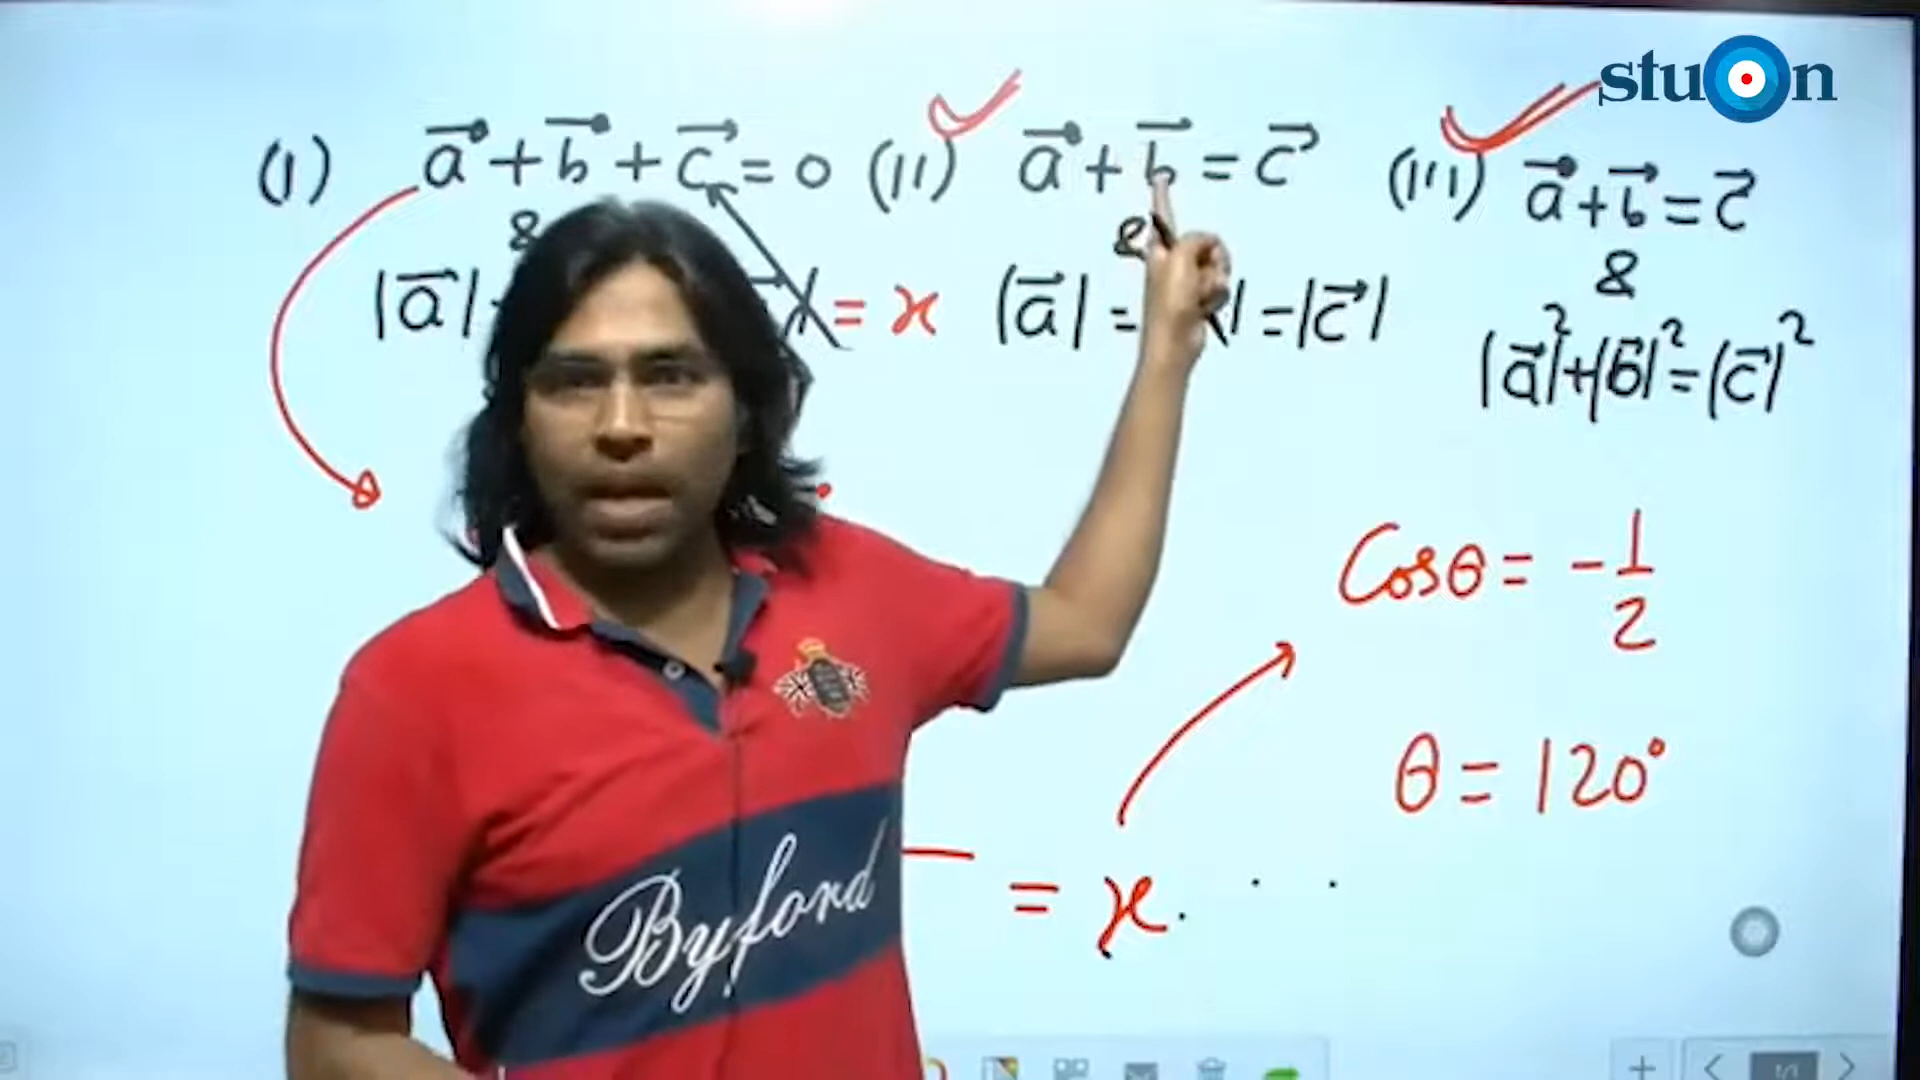 stuOn
(I) a⃗ + b⃗ + c⃗ = 0 (II) a⃗ + b⃗ = c⃗ (III) a⃗ + b⃗ = c⃗
& & &
|a⃗| = x |a⃗| = | = |c⃗| |a⃗|² + |b⃗|² = |c⃗|²
Cosθ = -1/2
θ = 120°
= x
Byford